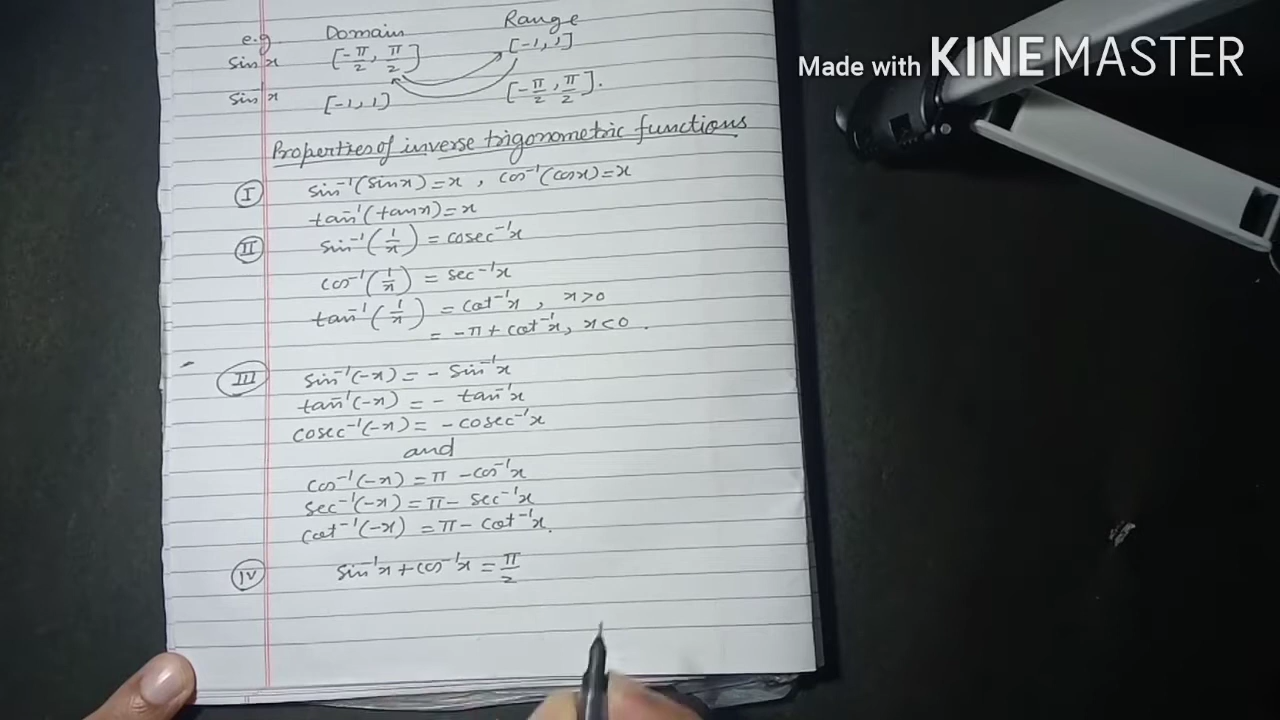 Made with KINEMASTER
e.g Domain Range
sin x [-π/2, π/2] [-1, 1]
sin⁻¹x [-1, 1] [-π/2, π/2].
Properties of inverse trigonometric functions
I sin⁻¹(sinx) = x , cos⁻¹(cosx) = x
tan⁻¹(tanx) = x
II sin⁻¹(1/x) = cosec⁻¹x
cos⁻¹(1/x) = sec⁻¹x
tan⁻¹(1/x) = cot⁻¹x , x>0
= -π + cot⁻¹x, x<0 .
III sin⁻¹(-x) = - sin⁻¹x
tan⁻¹(-x) = - tan⁻¹x
cosec⁻¹(-x) = - cosec⁻¹x
and
cos⁻¹(-x) = π - cos⁻¹x
sec⁻¹(-x) = π - sec⁻¹x
cot⁻¹(-x) = π - cot⁻¹x.
IV sin⁻¹x + cos⁻¹x = π/2